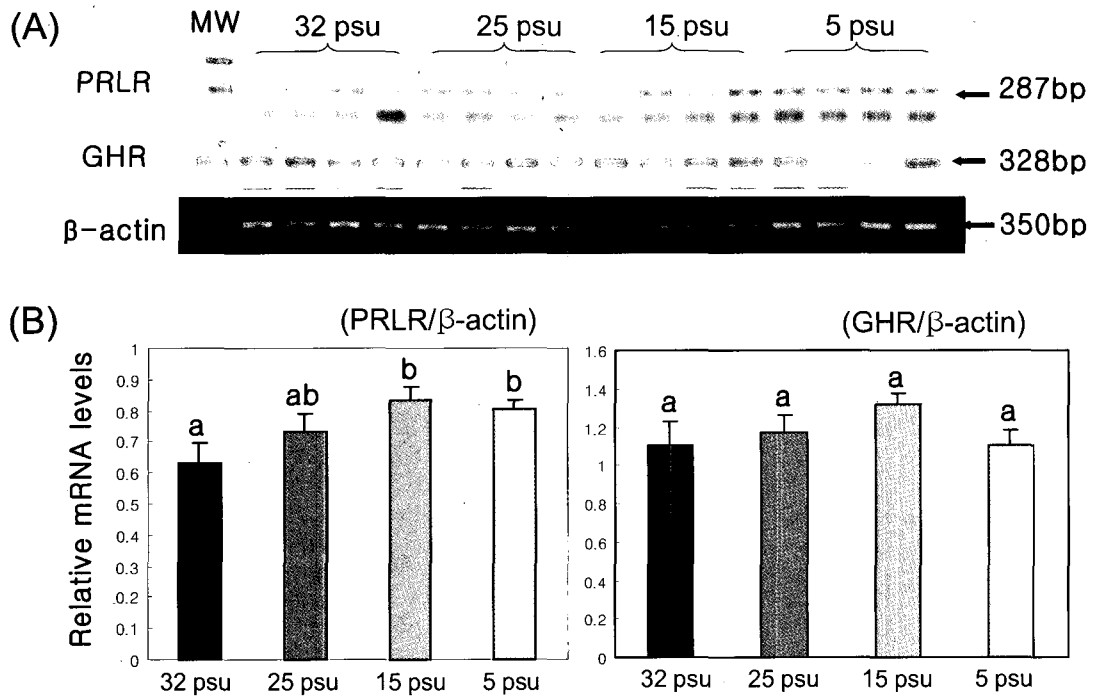 (A) MW 32 psu 25 psu 15 psu 5 psu
PRLR 287bp
GHR 328bp
β-actin 350bp
(B) (PRLR/β-actin) (GHR/β-actin)
Relative mRNA levels
1
0.9
0.8
0.7
0.6
0.5
0.4
0.3
0.2
0.1
0
a ab b b
32 psu 25 psu 15 psu 5 psu
1.6
1.4
1.2
1
0.8
0.6
0.4
0.2
0
a a a a
32 psu 25 psu 15 psu 5 psu